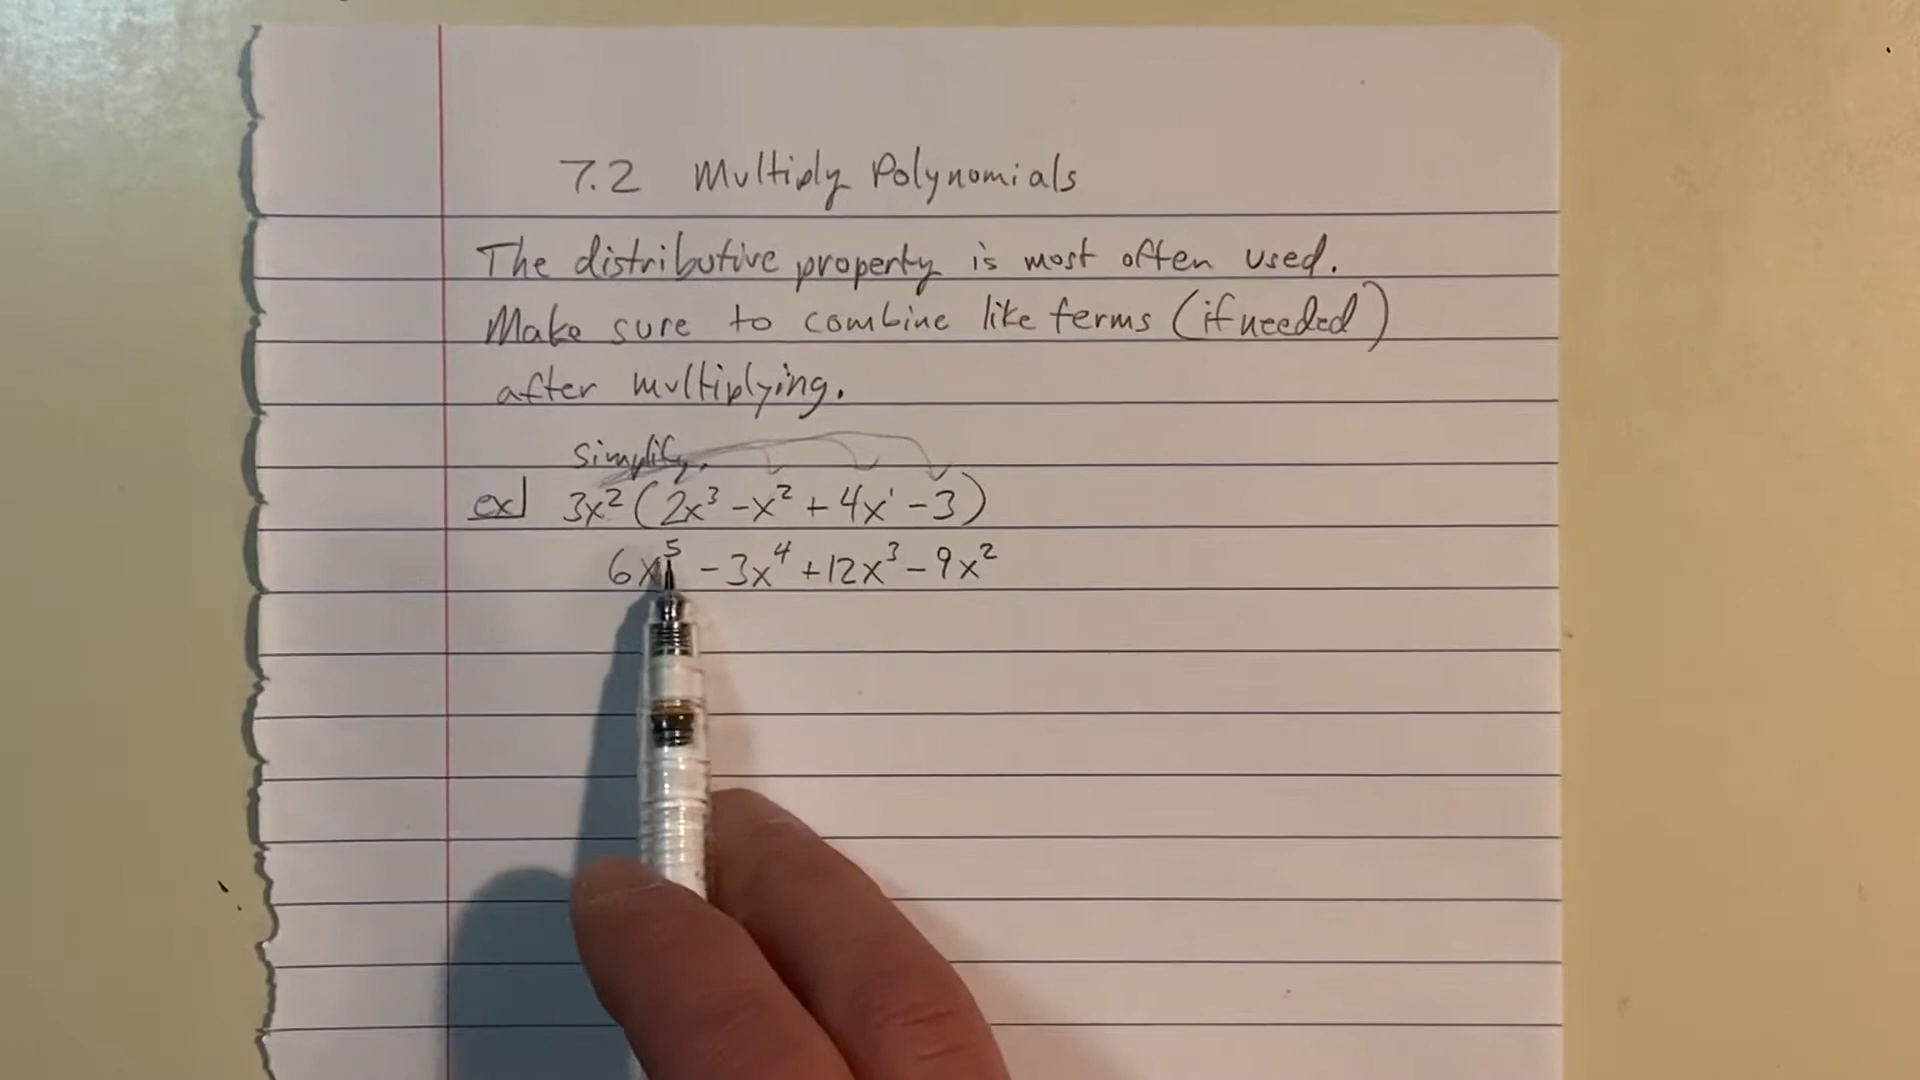 7.2 Multiply Polynomials
The distributive property is most often used.
Make sure to combine like terms (if needed)
after multiplying.
Simplify.
ex] 3x² (2x³ - x² + 4x¹ - 3)
6x⁵ - 3x⁴ + 12x³ - 9x²